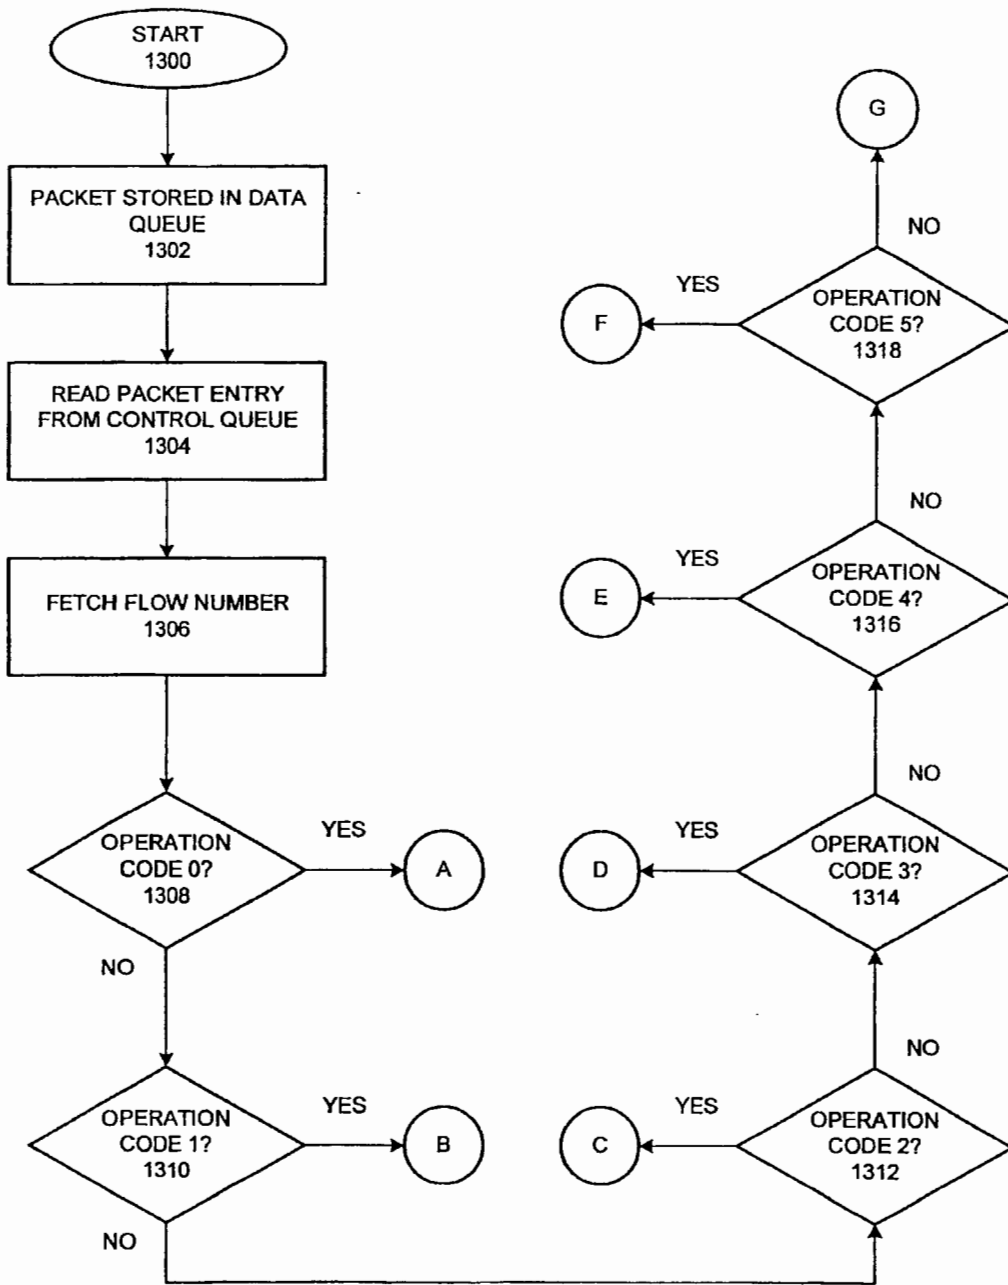 START
1300
PACKET STORED IN DATA
QUEUE
1302
READ PACKET ENTRY
FROM CONTROL QUEUE
1304
FETCH FLOW NUMBER
1306
OPERATION
CODE 0?
1308
YES
A
NO
OPERATION
CODE 1?
1310
YES
B
NO
OPERATION
CODE 2?
1312
YES
C
NO
OPERATION
CODE 3?
1314
YES
D
NO
OPERATION
CODE 4?
1316
YES
E
NO
OPERATION
CODE 5?
1318
YES
F
NO
G